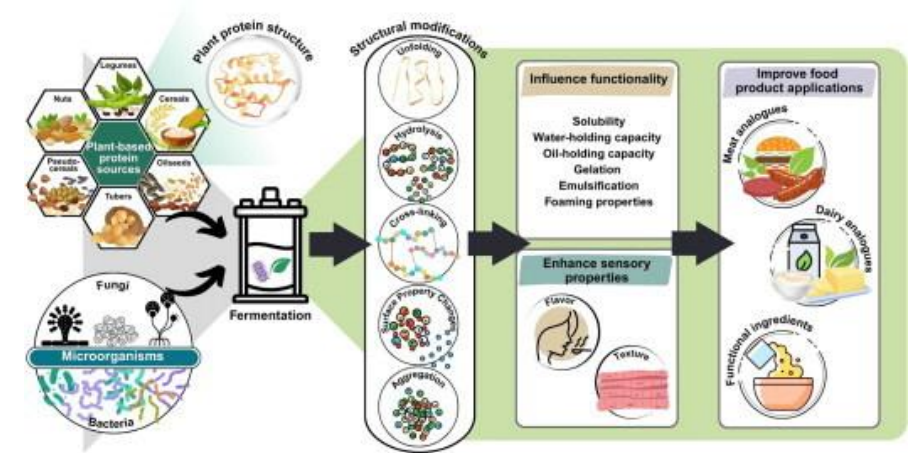 Plant protein structure
Legumes
Nuts
Cereals
Plant-based
protein
sources
Pseudo-
cereals
Oilseeds
Tubers
Fungi
Microorganisms
Bacteria
Fermentation
Structural modifications
Unfolding
Hydrolysis
Cross-linking
Surface Property Changes
Aggregation
Influence functionality
Solubility
Water-holding capacity
Oil-holding capacity
Gelation
Emulsification
Foaming properties
Enhance sensory
properties
Flavor
Texture
Improve food
product applications
Meat analogues
Dairy analogues
Functional ingredients